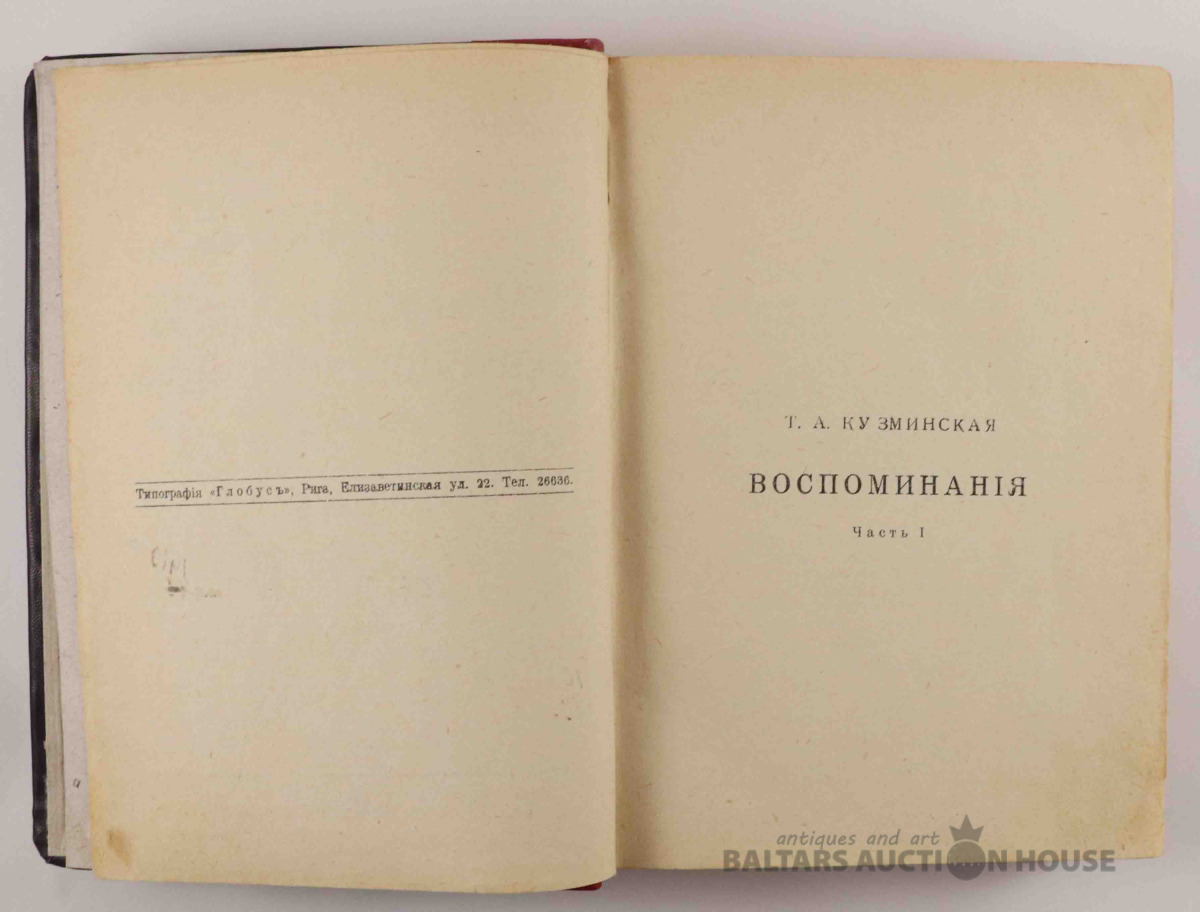 Типографія «Глобусъ», Рига, Елизаветинская ул. 22. Тел. 26636.
Т. А. КУЗМИНСКАЯ
ВОСПОМИНАНІЯ
Часть I
antiques and art
BALTARS AUCTION HOUSE